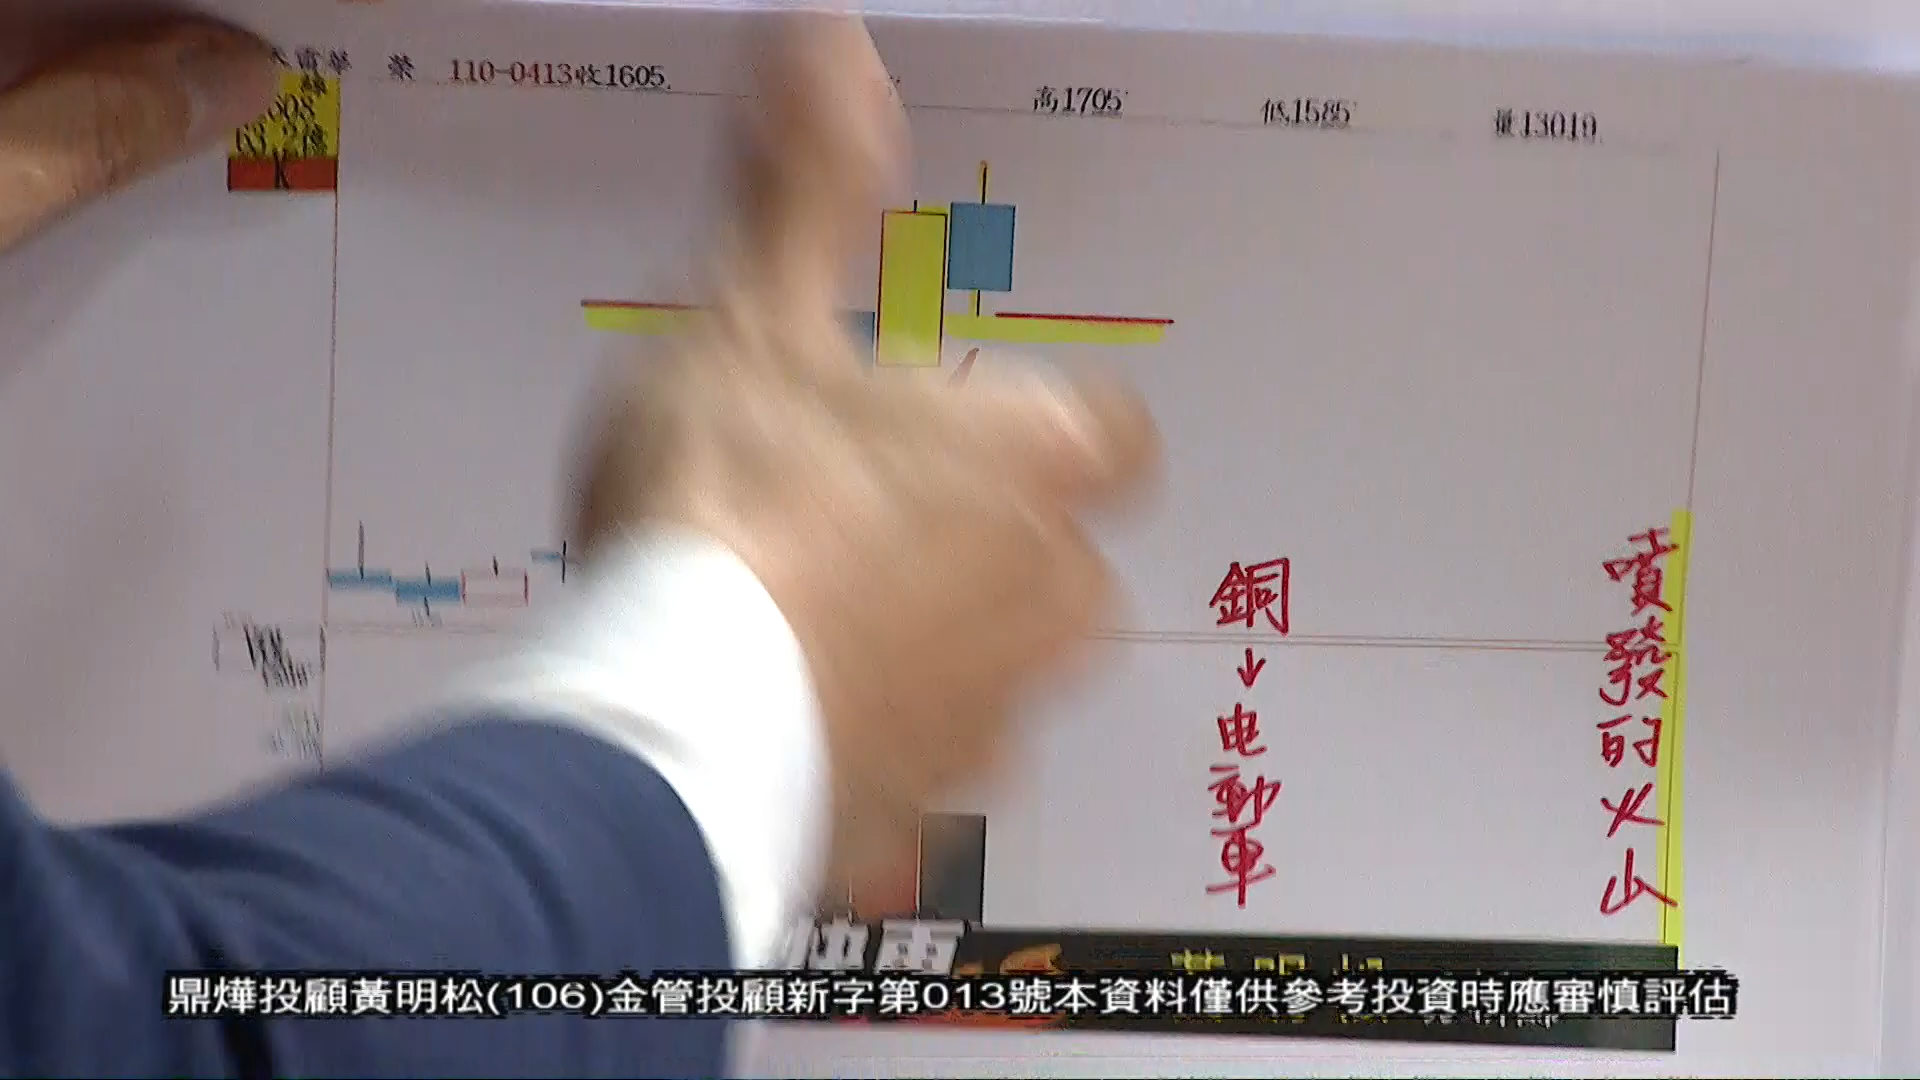 華 榮 110-0413收1605 高1705 低1585 量13019
K
銅
↓
电
動
車
噴
發
的
火
山
鼎燁投顧黃明松(106)金管投顧新字第013號本資料僅供參考投資時應審慎評估